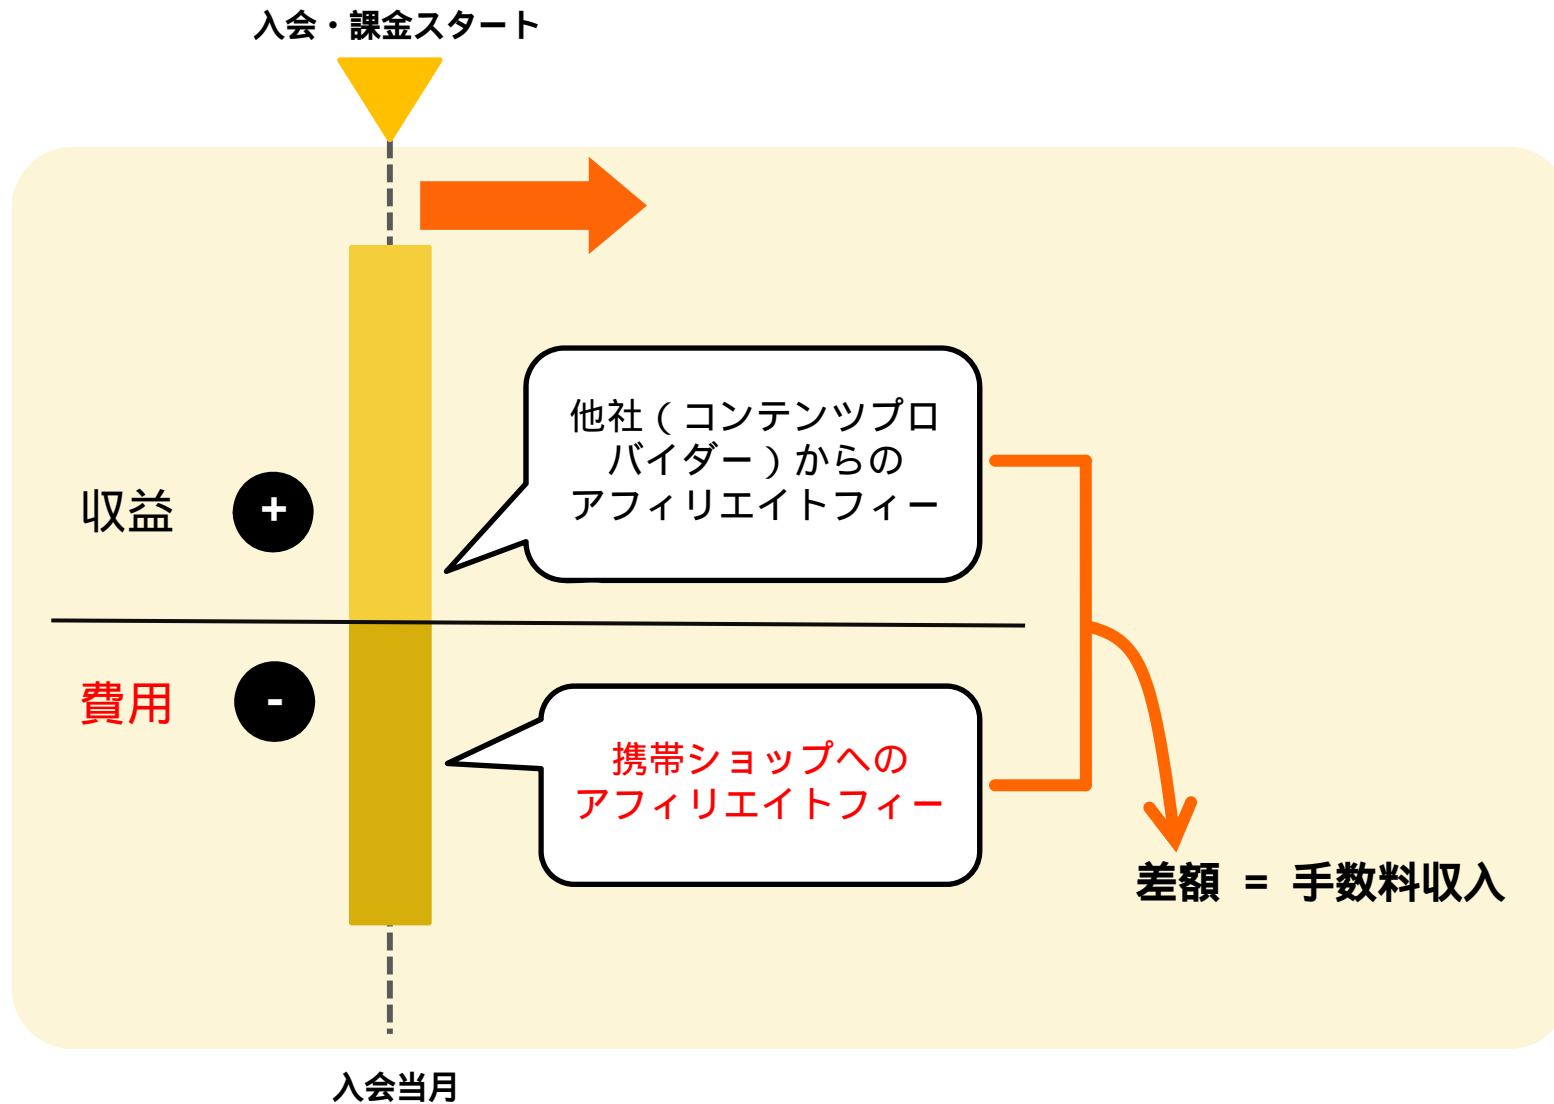 入会・課金スタート
他社（コンテンツプロ
バイダー）からの
アフィリエイトフィー
収益
+
費用
-
携帯ショップへの
アフィリエイトフィー
差額 = 手数料収入
入会当月